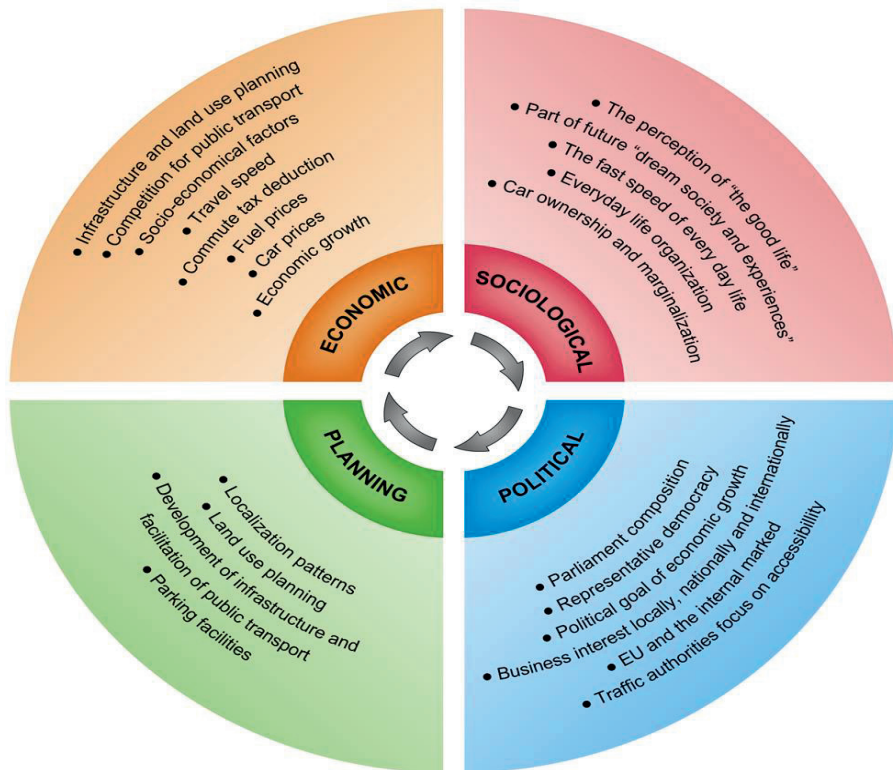 • Infrastructure and land use planning
• Competition for public transport
• Socio-economical factors
• Travel speed
• Commute tax deduction
• Fuel prices
• Car prices
• Economic growth
ECONOMIC
• The perception of “the good life”
• Part of future “dream society and experiences”
• The fast speed of every day life
• Everyday life organization
• Car ownership and marginalization
SOCIOLOGICAL
PLANNING
• Localization patterns
• Land use planning
• Development of infrastructure and
facilitation of public transport
• Parking facilities
POLITICAL
• Parliament composition
• Representative democracy
• Political goal of economic growth
• Business interest locally, nationally and internationally
• EU and the internal marked
• Traffic authorities focus on accessibility